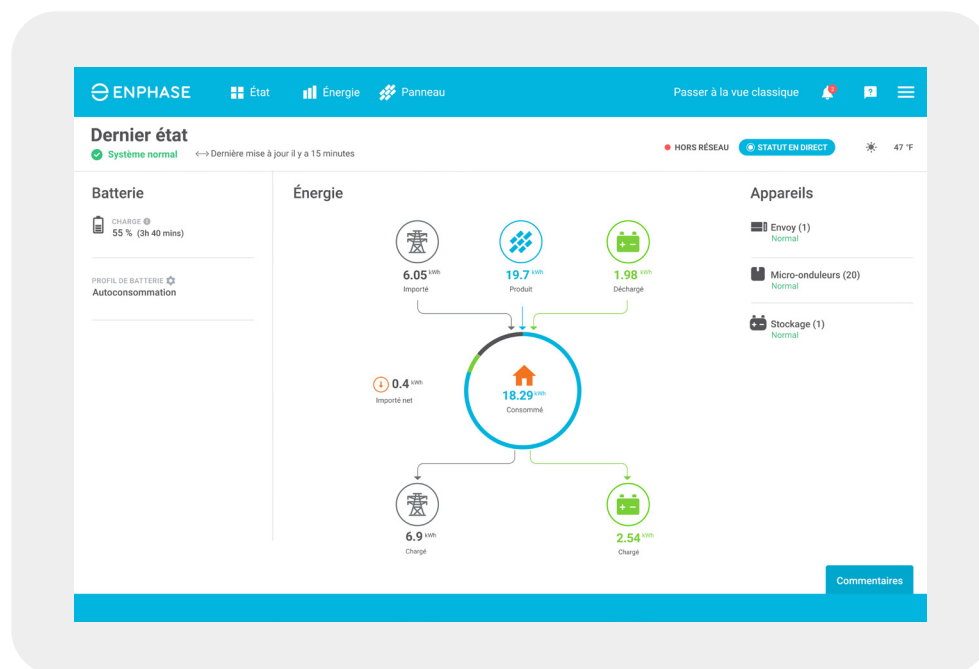 ENPHASE
État
Énergie
Panneau
Passer à la vue classique
2
?
Dernier état
Système normal
Dernière mise à jour il y a 15 minutes
HORS RÉSEAU
STATUT EN DIRECT
47 °F
Batterie
CHARGE
55 % (3h 40 mins)
PROFIL DE BATTERIE
Autoconsommation
Énergie
6.05 kWh
Importé
19.7 kWh
Produit
1.98 kWh
Déchargé
0.4 kWh
Importé net
18.29 kWh
Consommé
6.9 kWh
Chargé
2.54 kWh
Chargé
Appareils
Envoy (1)
Normal
Micro-onduleurs (20)
Normal
Stockage (1)
Normal
Commentaires